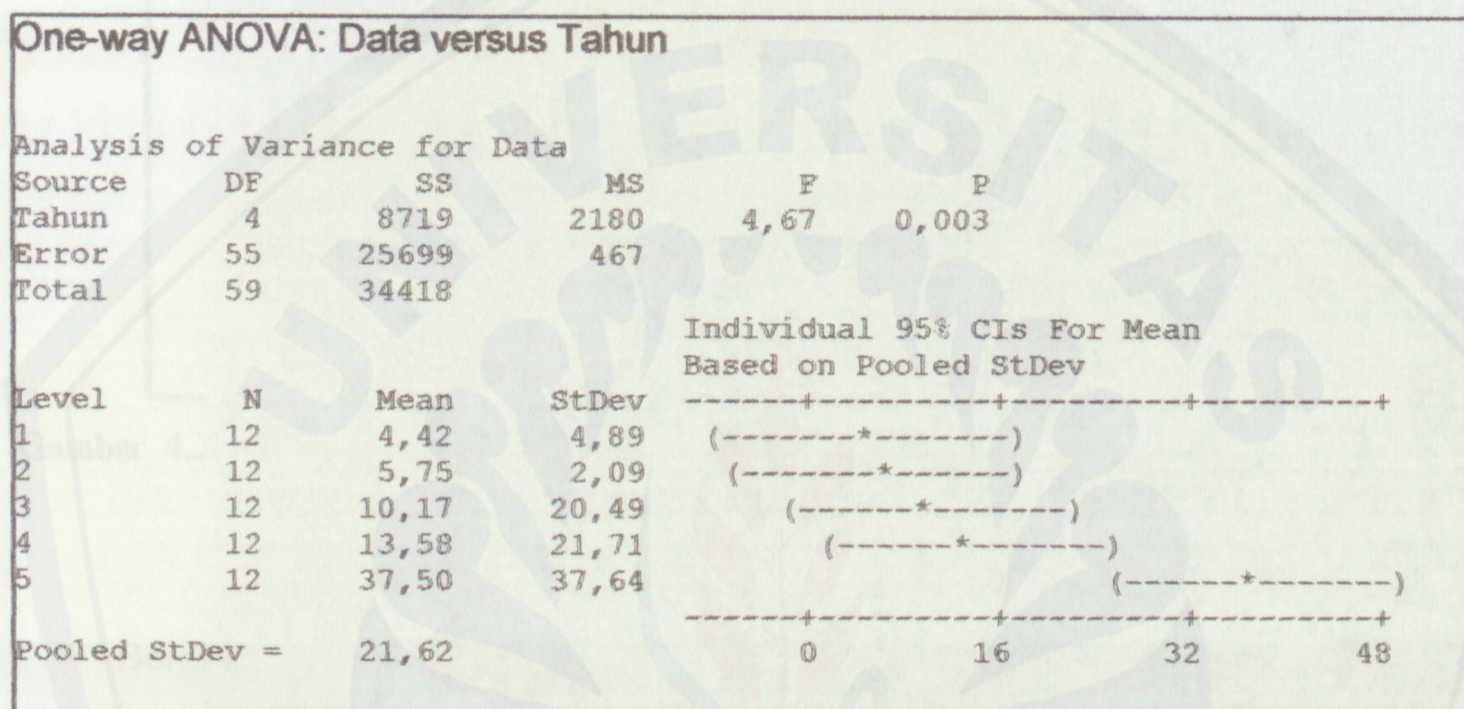 One-way ANOVA: Data versus Tahun
Analysis of Variance for Data
Source DF SS MS F P
Tahun 4 8719 2180 4,67 0,003
Error 55 25699 467
Total 59 34418
Individual 95% CIs For Mean
Based on Pooled StDev
Level N Mean StDev -------+---------+---------+---------+
1 12 4,42 4,89 (--------*-------)
2 12 5,75 2,09 (--------*------)
3 12 10,17 20,49 (------*-------)
4 12 13,58 21,71 (------*-------)
5 12 37,50 37,64 (------*-------)
-------+---------+---------+---------+
Pooled StDev = 21,62 0 16 32 48
UNIVERSITAS